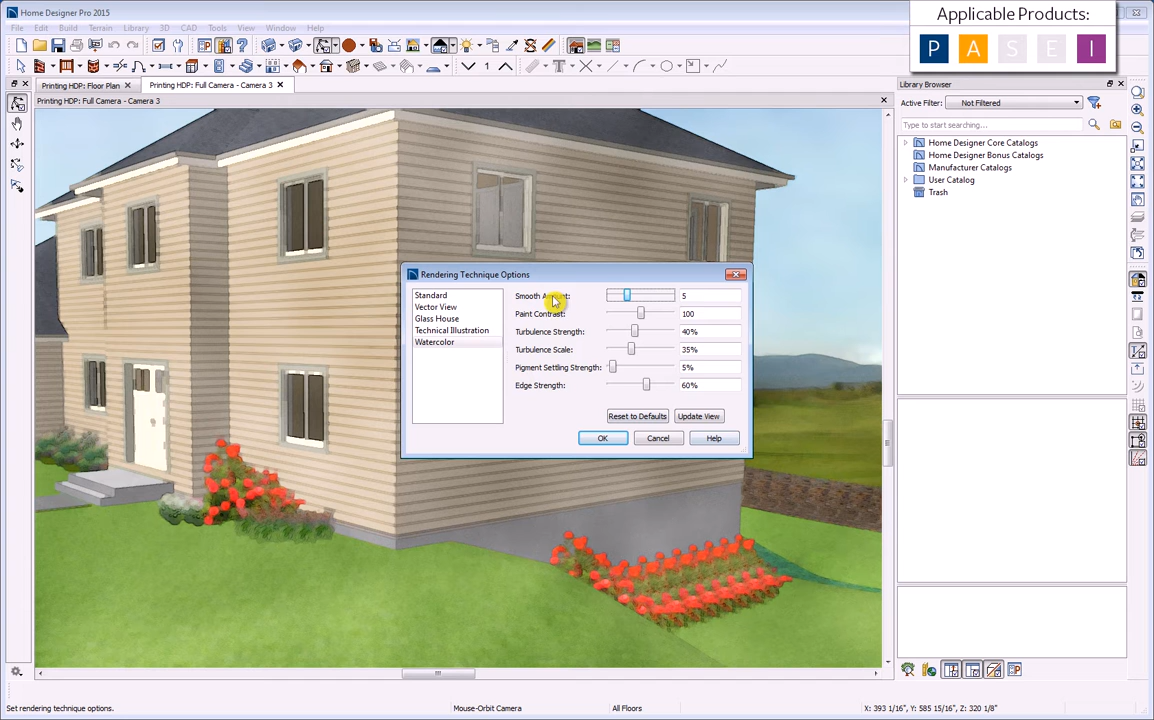 Home Designer Pro 2015
Applicable Products:
P A S E I
File Edit Build Terrain Library 3D CAD Tools View Window Help
1
Printing HDP: Floor Plan
Printing HDP: Full Camera - Camera 3
Printing HDP: Full Camera - Camera 3
Library Browser
Active Filter: Not Filtered
Type to start searching...
Home Designer Core Catalogs
Home Designer Bonus Catalogs
Manufacturer Catalogs
User Catalog
Trash
Rendering Technique Options
Standard
Vector View
Glass House
Technical Illustration
Watercolor
Smooth Amount: 5
Paint Contrast: 100
Turbulence Strength: 40%
Turbulence Scale: 35%
Pigment Settling Strength: 5%
Edge Strength: 60%
Reset to Defaults Update View
OK Cancel Help
Set rendering technique options.
Mouse-Orbit Camera
All Floors
X: 393 1/16", Y: 585 15/16", Z: 320 1/8"